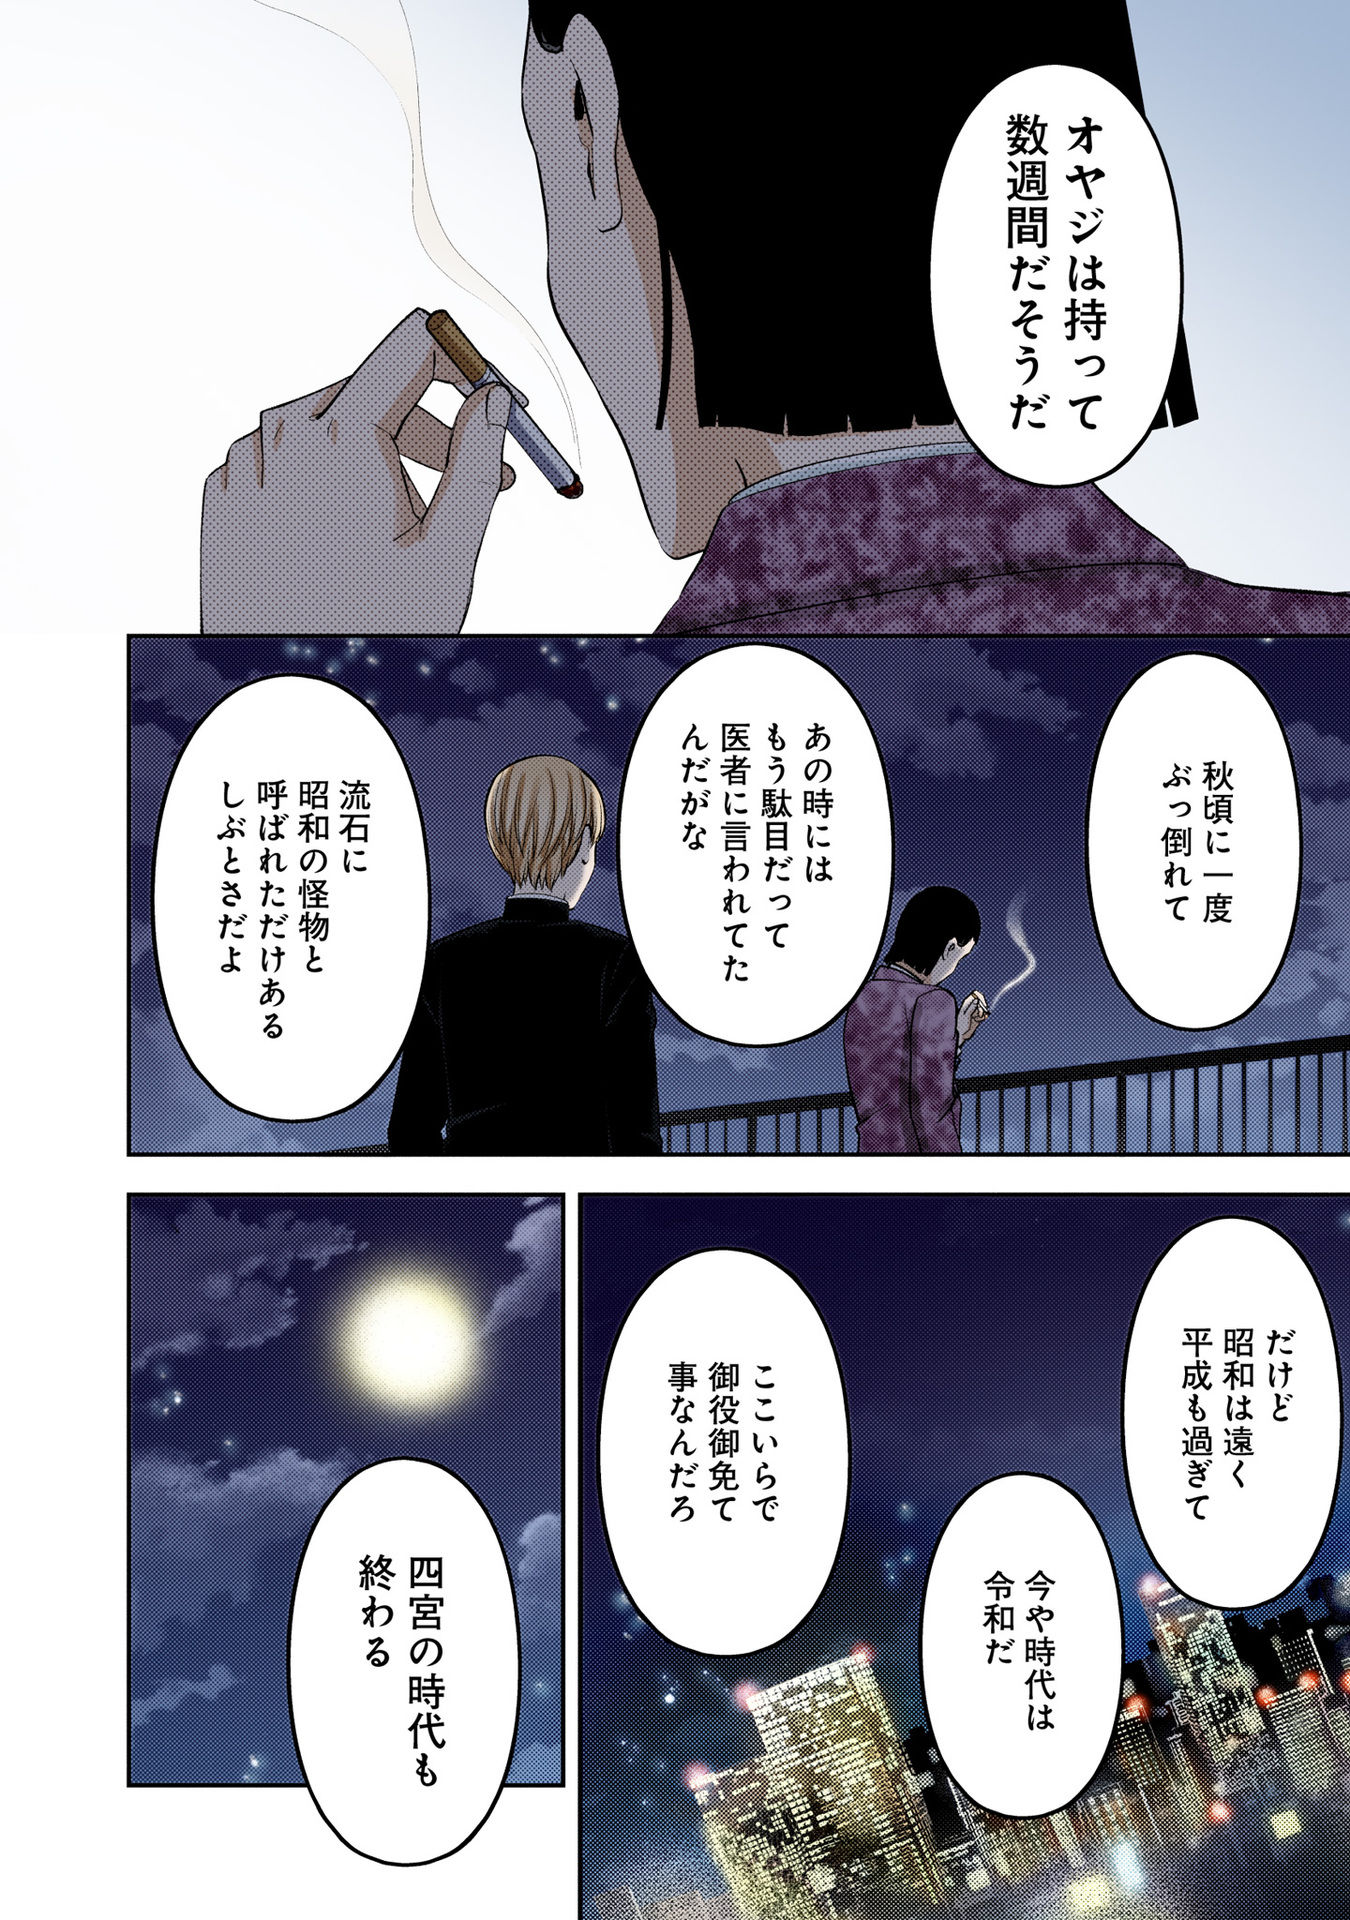 オヤジは持って
数週間だそうだ
秋頃に一度
ぶっ倒れて
あの時には
もう駄目だって
医者に言われてた
んだがな
流石に
昭和の怪物と
呼ばれただけある
しぶとさだよ
だけど
昭和は遠く
平成も過ぎて
今や時代は
令和だ
ここいらで
御役御免て
事なんだろ
四宮の時代も
終わる